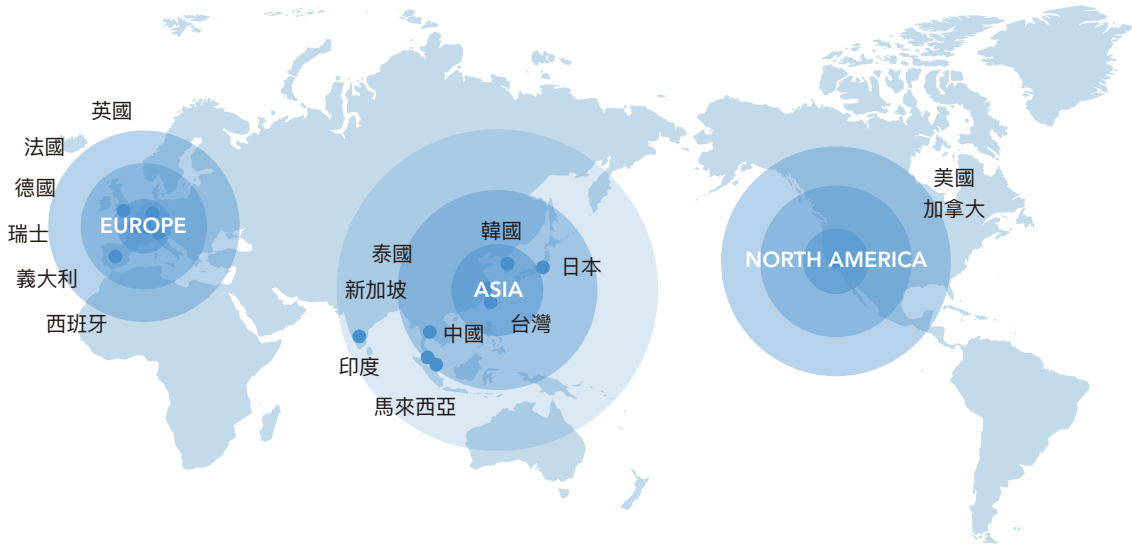 英國
法國
德國
瑞士
義大利
西班牙
EUROPE
韓國
泰國
日本
新加坡
ASIA
台灣
中國
印度
馬來西亞
美國
加拿大
NORTH AMERICA